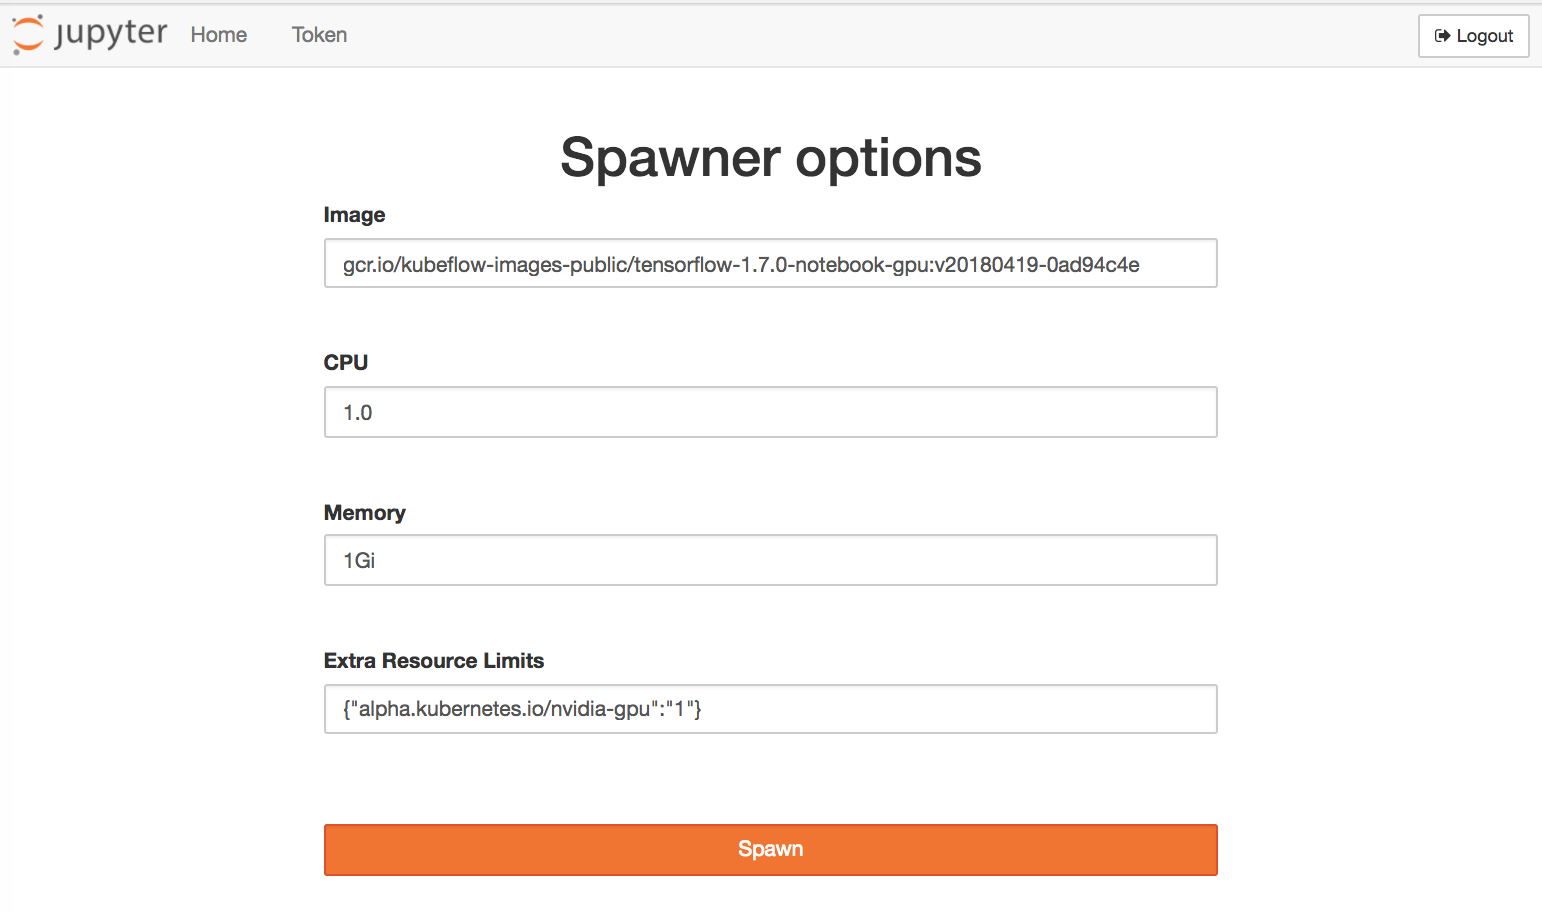 jupyter Home Token Logout
Spawner options
Image
gcr.io/kubeflow-images-public/tensorflow-1.7.0-notebook-gpu:v20180419-0ad94c4e
CPU
1.0
Memory
1Gi
Extra Resource Limits
{"alpha.kubernetes.io/nvidia-gpu":"1"}
Spawn